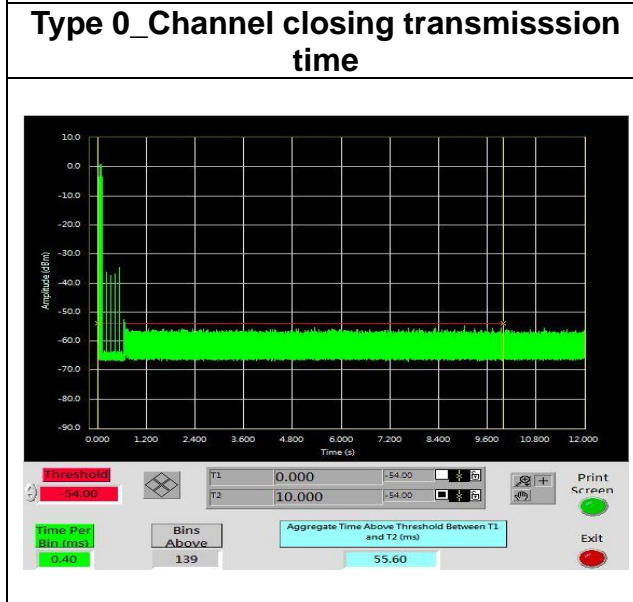 Type 0_Channel closing transmisssion
time
10.0
0.0
-10.0
-20.0
-30.0
-40.0
-50.0
-60.0
-70.0
-80.0
-90.0
Amplitude (dBm)
0.000 1.200 2.400 3.600 4.800 6.000 7.200 8.400 9.600 10.800 12.000
Time (s)
Threshold
-54.00
T1 0.000 -54.00
T2 10.000 -54.00
Print
Screen
Time Per
Bin (ms)
0.40
Bins
Above
139
Aggregate Time Above Threshold Between T1
and T2 (ms)
55.60
Exit